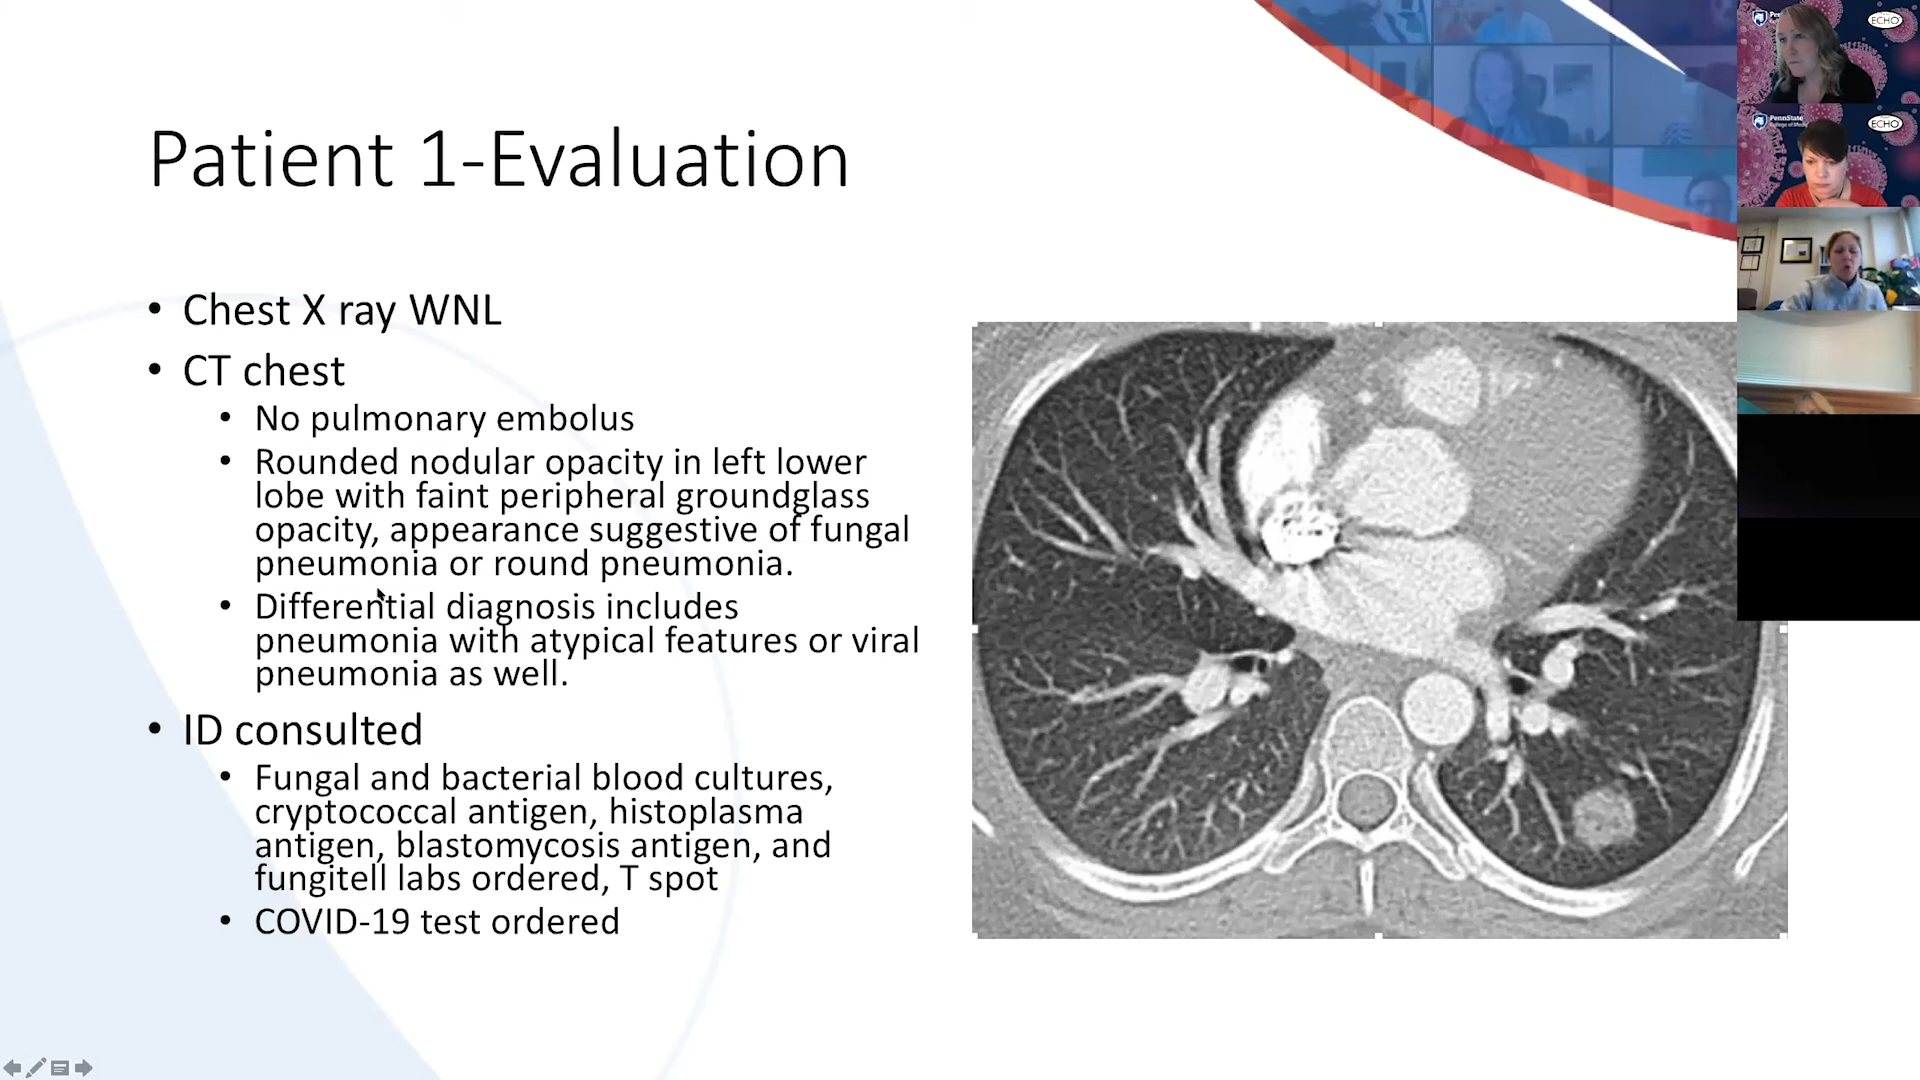 Patient 1-Evaluation
• Chest X ray WNL
• CT chest
• No pulmonary embolus
• Rounded nodular opacity in left lower
lobe with faint peripheral groundglass
opacity, appearance suggestive of fungal
pneumonia or round pneumonia.
• Differential diagnosis includes
pneumonia with atypical features or viral
pneumonia as well.
• ID consulted
• Fungal and bacterial blood cultures,
cryptococcal antigen, histoplasma
antigen, blastomycosis antigen, and
fungitell labs ordered, T spot
• COVID-19 test ordered
ECHO
PennState
ECHO